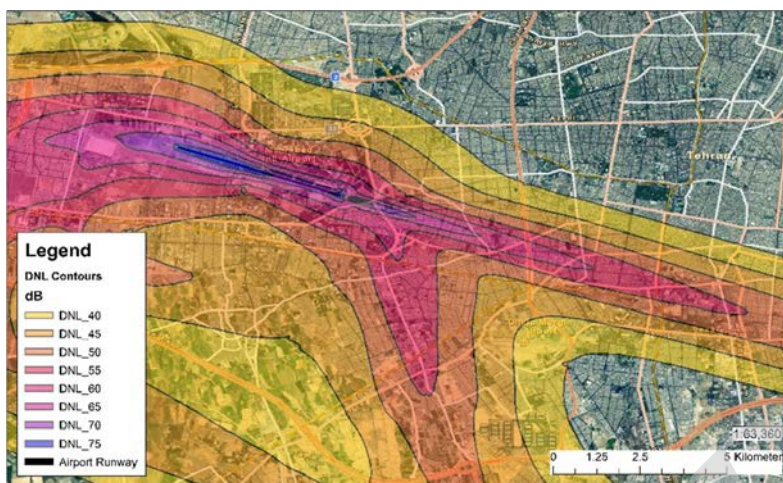 Tehran
Legend
DNL Contours
dB
DNL_40
DNL_45
DNL_50
DNL_55
DNL_60
DNL_65
DNL_70
DNL_75
Airport Runway
1:63,360
0 1.25 2.5 5 Kilometer